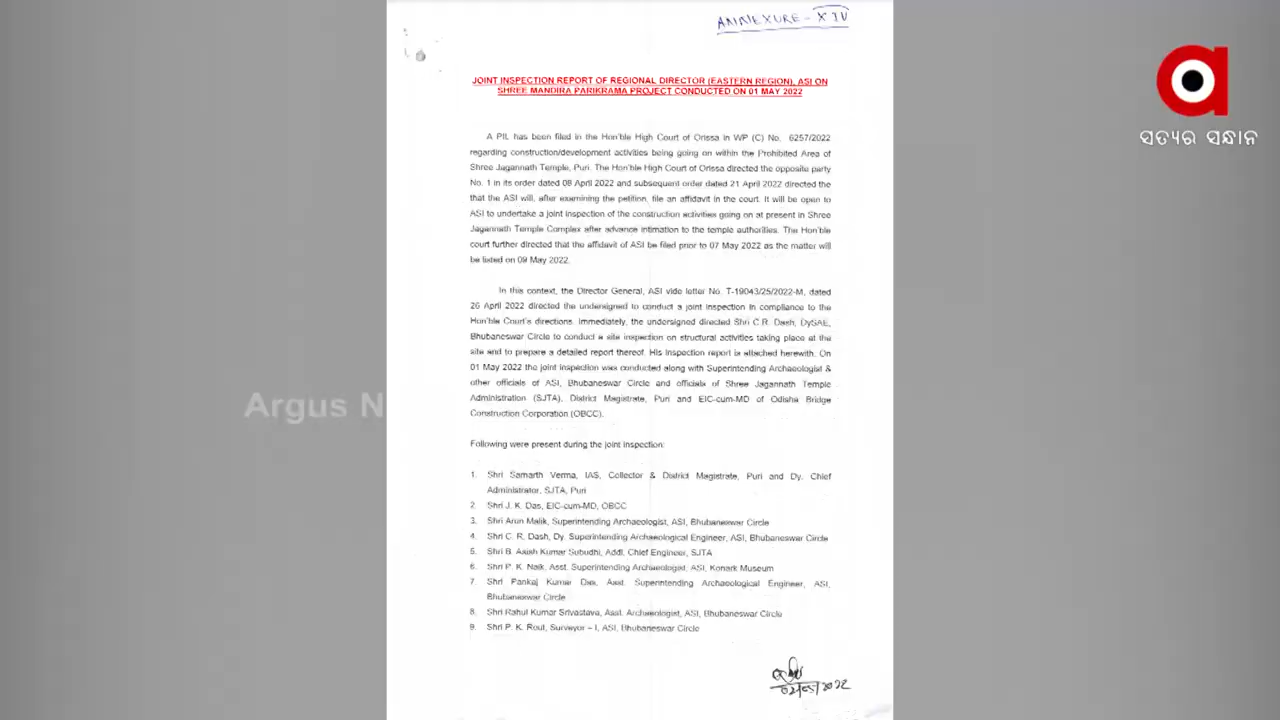 ANNEXURE - XIV
JOINT INSPECTION REPORT OF REGIONAL DIRECTOR (EASTERN REGION), ASI ON
SHREE MANDIRA PARIKRAMA PROJECT CONDUCTED ON 01 MAY 2022
ସତ୍ୟର ସନ୍ଧାନ
A PIL has been filed in the Hon'ble High Court of Orissa in WP (C) No. 6257/2022
regarding construction/development activities being going on within the Prohibited Area of
Shree Jagannath Temple, Puri. The Hon'ble High Court of Orissa directed the opposite party
No. 1 in its order dated 08 April 2022 and subsequent order dated 21 April 2022 directed the
that the ASI will, after examining the petition, file an affidavit in the court. It will be open to
ASI to undertake a joint inspection of the construction activities going on at present in Shree
Jagannath Temple Complex after advance intimation to the temple authorities. The Hon'ble
court further directed that the affidavit of ASI be filed prior to 07 May 2022 as the matter will
be listed on 09 May 2022.
In this context, the Director General, ASI vide letter No. T-19043/25/2022-M, dated
26 April 2022 directed the undersigned to conduct a joint inspection in compliance to the
Hon'ble Court's directions. Immediately, the undersigned directed Shri C.R. Dash, DySAE,
Bhubaneswar Circle to conduct a site inspection on structural activities taking place at the
site and to prepare a detailed report thereof. His inspection report is attached herewith. On
01 May 2022 the joint inspection was conducted along with Superintending Archaeologist &
other officials of ASI, Bhubaneswar Circle and officials of Shree Jagannath Temple
Administration (SJTA), District Magistrate, Puri and EIC-cum-MD of Odisha Bridge
Construction Corporation (OBCC).
Argus N
Following were present during the joint inspection:
1. Shri Samarth Verma, IAS, Collector & District Magistrate, Puri and Dy. Chief
Administrator, SJTA, Puri
2. Shri J. K. Das, EIC-cum-MD, OBCC
3. Shri Arun Malik, Superintending Archaeologist, ASI, Bhubaneswar Circle
4. Shri C. R. Dash, Dy. Superintending Archaeological Engineer, ASI, Bhubaneswar Circle
5. Shri B. Asish Kumar Subudhi, Addl. Chief Engineer, SJTA
6. Shri P. K. Naik, Asst. Superintending Archaeologist, ASI, Konark Museum
7. Shri Pankaj Kumar Das, Asst. Superintending Archaeological Engineer, ASI,
Bhubaneswar Circle
8. Shri Rahul Kumar Srivastava, Asst. Archaeologist, ASI, Bhubaneswar Circle
9. Shri P. K. Rout, Surveyor – I, ASI, Bhubaneswar Circle
02/05/2022